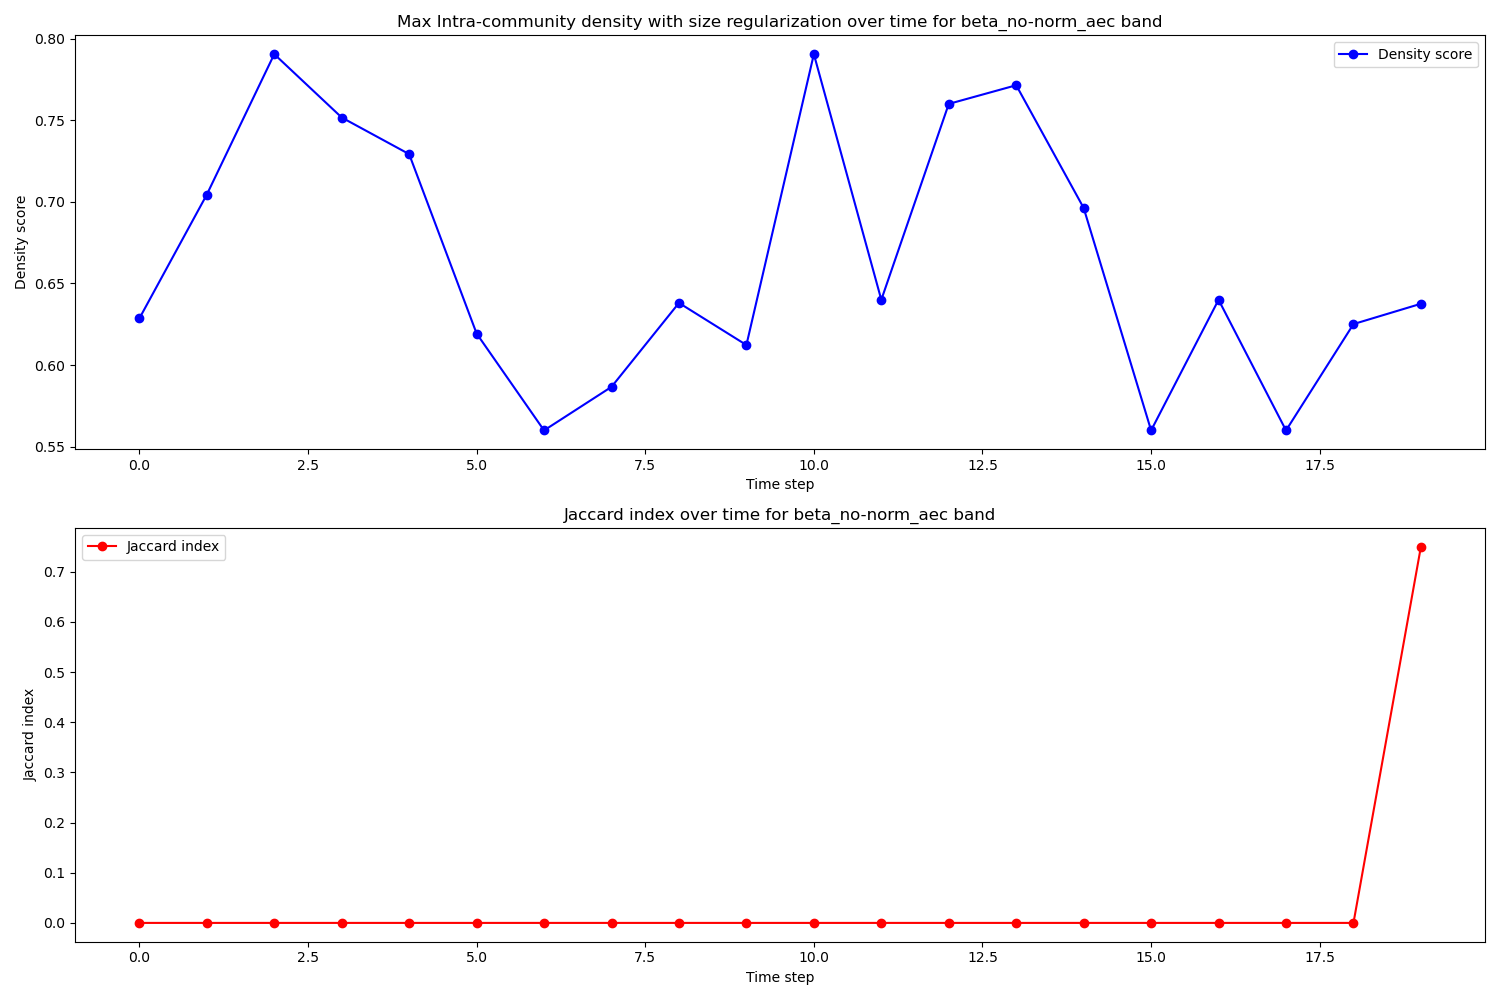 Max Intra-community density with size regularization over time for beta_no-norm_aec band
Density score
0.80
0.75
0.70
0.65
0.60
0.55
Density score
0.0 2.5 5.0 7.5 10.0 12.5 15.0 17.5
Time step
Jaccard index over time for beta_no-norm_aec band
Jaccard index
0.7
0.6
0.5
0.4
0.3
0.2
0.1
0.0
Jaccard index
0.0 2.5 5.0 7.5 10.0 12.5 15.0 17.5
Time step